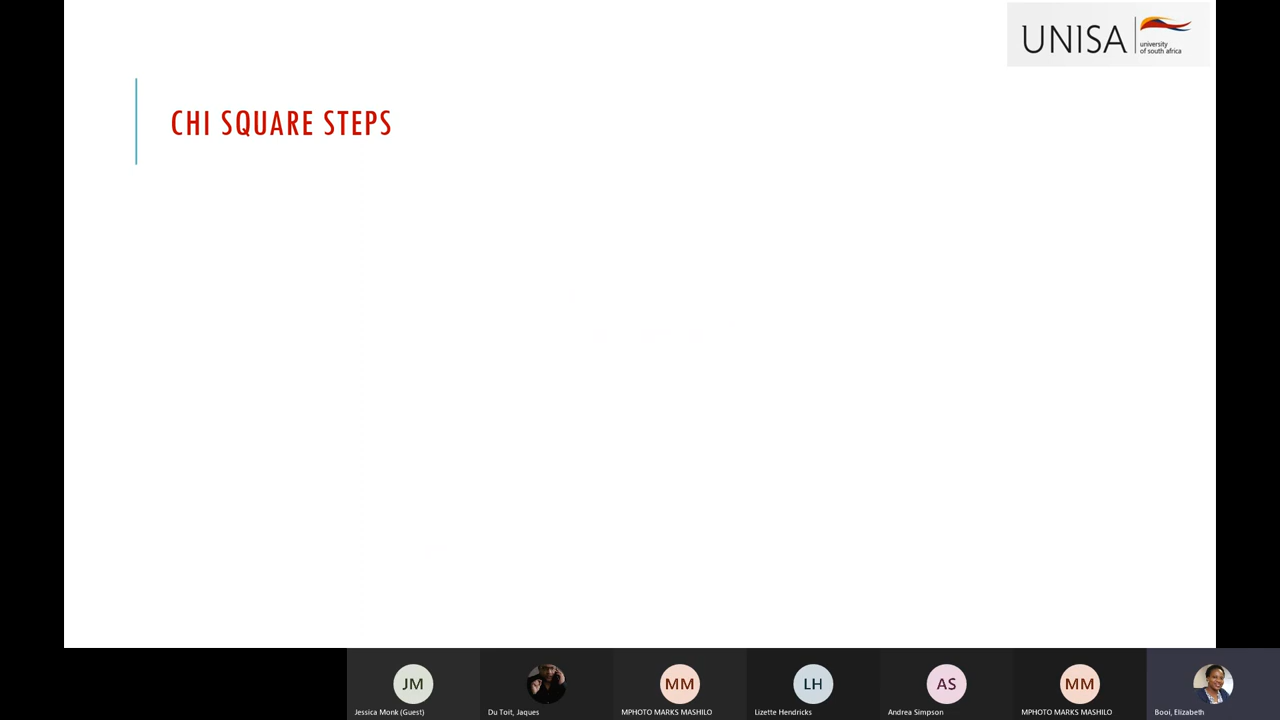 UNISA
university
of south africa
CHI SQUARE STEPS
JM
MM
LH
AS
MM
Jessica Monk (Guest)
Du Toit, Jaques
MPHOTO MARKS MASHILO
Lizette Hendricks
Andrea Simpson
MPHOTO MARKS MASHILO
Booi, Elizabeth